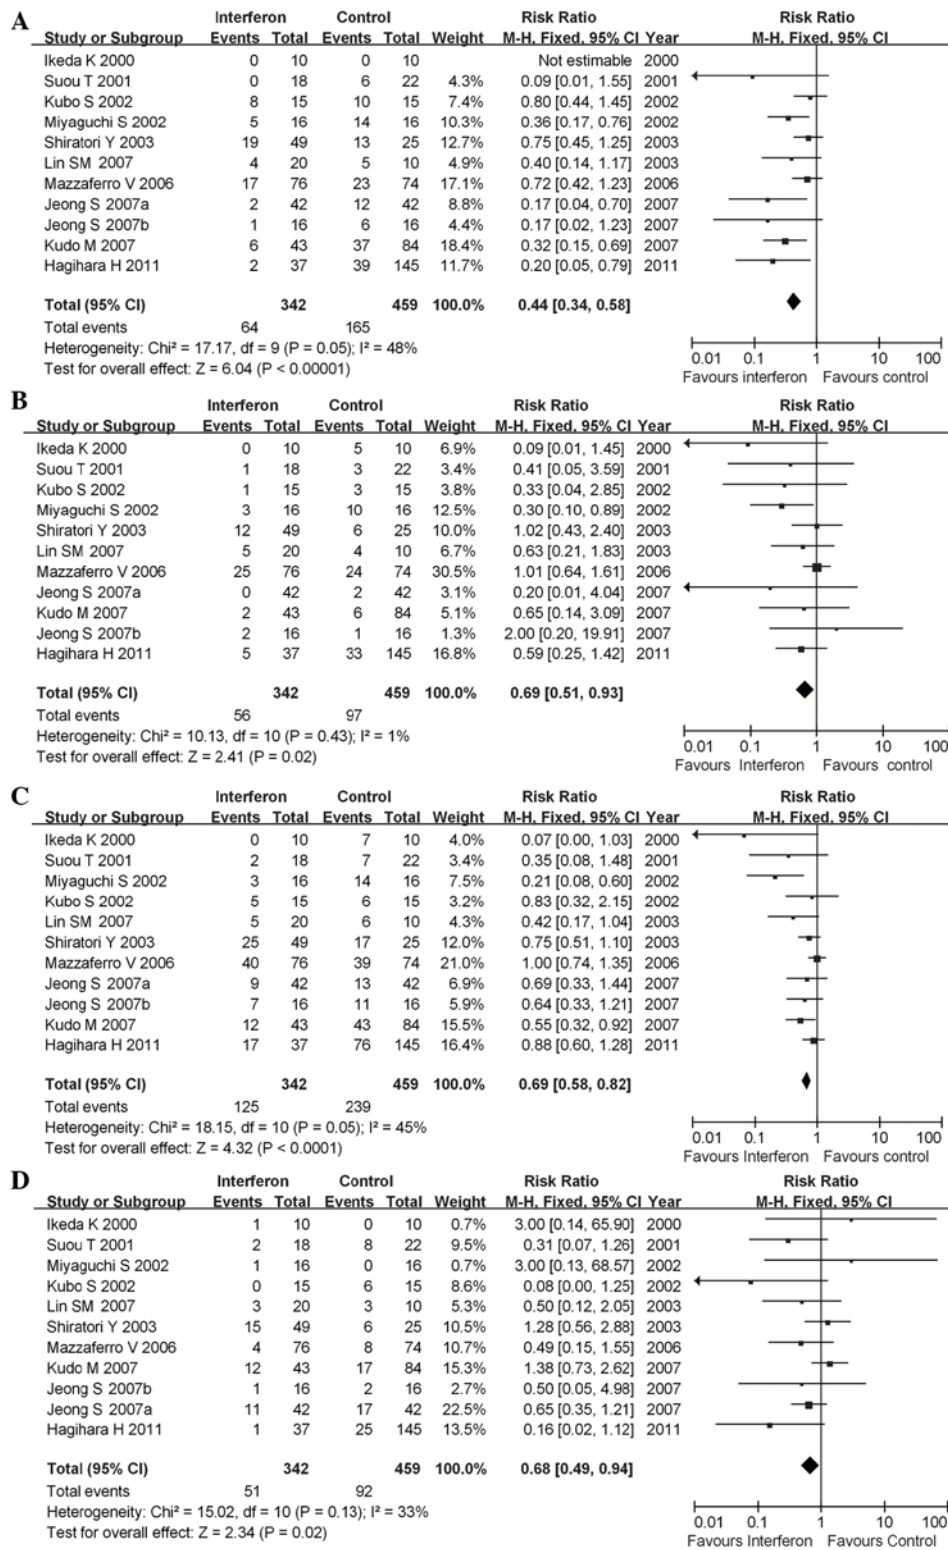 A
Interferon Control Risk Ratio Risk Ratio
Study or Subgroup Events Total Events Total Weight M-H, Fixed, 95% CI Year M-H, Fixed, 95% CI
Ikeda K 2000 0 10 0 10 Not estimable 2000
Suou T 2001 0 18 6 22 4.3% 0.09 [0.01, 1.55] 2001
Kubo S 2002 8 15 10 15 7.4% 0.80 [0.44, 1.45] 2002
Miyaguchi S 2002 5 16 14 16 10.3% 0.36 [0.17, 0.76] 2002
Shiratori Y 2003 19 49 13 25 12.7% 0.75 [0.45, 1.25] 2003
Lin SM 2007 4 20 5 10 4.9% 0.40 [0.14, 1.17] 2003
Mazzaferro V 2006 17 76 23 74 17.1% 0.72 [0.42, 1.23] 2006
Jeong S 2007a 2 42 12 42 8.8% 0.17 [0.04, 0.70] 2007
Jeong S 2007b 1 16 6 16 4.4% 0.17 [0.02, 1.23] 2007
Kudo M 2007 6 43 37 84 18.4% 0.32 [0.15, 0.69] 2007
Hagihara H 2011 2 37 39 145 11.7% 0.20 [0.05, 0.79] 2011
Total (95% CI) 342 459 100.0% 0.44 [0.34, 0.58]
Total events 64 165
Heterogeneity: Chi² = 17.17, df = 9 (P = 0.05); I² = 48%
Test for overall effect: Z = 6.04 (P < 0.00001)
0.01 0.1 1 10 100
Favours interferon Favours control
B
Interferon Control Risk Ratio Risk Ratio
Study or Subgroup Events Total Events Total Weight M-H, Fixed, 95% CI Year M-H, Fixed, 95% CI
Ikeda K 2000 0 10 5 10 6.9% 0.09 [0.01, 1.45] 2000
Suou T 2001 1 18 3 22 3.4% 0.41 [0.05, 3.59] 2001
Kubo S 2002 1 15 3 15 3.8% 0.33 [0.04, 2.85] 2002
Miyaguchi S 2002 3 16 10 16 12.5% 0.30 [0.10, 0.89] 2002
Shiratori Y 2003 12 49 6 25 10.0% 1.02 [0.43, 2.40] 2003
Lin SM 2007 5 20 4 10 6.7% 0.63 [0.21, 1.83] 2003
Mazzaferro V 2006 25 76 24 74 30.5% 1.01 [0.64, 1.61] 2006
Jeong S 2007a 0 42 2 42 3.1% 0.20 [0.01, 4.04] 2007
Kudo M 2007 2 43 6 84 5.1% 0.65 [0.14, 3.09] 2007
Jeong S 2007b 2 16 1 16 1.3% 2.00 [0.20, 19.91] 2007
Hagihara H 2011 5 37 33 145 16.8% 0.59 [0.25, 1.42] 2011
Total (95% CI) 342 459 100.0% 0.69 [0.51, 0.93]
Total events 56 97
Heterogeneity: Chi² = 10.13, df = 10 (P = 0.43); I² = 1%
Test for overall effect: Z = 2.41 (P = 0.02)
0.01 0.1 1 10 100
Favours Interferon Favours control
C
Interferon Control Risk Ratio Risk Ratio
Study or Subgroup Events Total Events Total Weight M-H, Fixed, 95% CI Year M-H, Fixed, 95% CI
Ikeda K 2000 0 10 7 10 4.0% 0.07 [0.00, 1.03] 2000
Suou T 2001 2 18 7 22 3.4% 0.35 [0.08, 1.48] 2001
Miyaguchi S 2002 3 16 14 16 7.5% 0.21 [0.08, 0.60] 2002
Kubo S 2002 5 15 6 15 3.2% 0.83 [0.32, 2.15] 2002
Lin SM 2007 5 20 6 10 4.3% 0.42 [0.17, 1.04] 2003
Shiratori Y 2003 25 49 17 25 12.0% 0.75 [0.51, 1.10] 2003
Mazzaferro V 2006 40 76 39 74 21.0% 1.00 [0.74, 1.35] 2006
Jeong S 2007a 9 42 13 42 6.9% 0.69 [0.33, 1.44] 2007
Jeong S 2007b 7 16 11 16 5.9% 0.64 [0.33, 1.21] 2007
Kudo M 2007 12 43 43 84 15.5% 0.55 [0.32, 0.92] 2007
Hagihara H 2011 17 37 76 145 16.4% 0.88 [0.60, 1.28] 2011
Total (95% CI) 342 459 100.0% 0.69 [0.58, 0.82]
Total events 125 239
Heterogeneity: Chi² = 18.15, df = 10 (P = 0.05); I² = 45%
Test for overall effect: Z = 4.32 (P < 0.0001)
0.01 0.1 1 10 100
Favours Interferon Favours control
D
Interferon Control Risk Ratio Risk Ratio
Study or Subgroup Events Total Events Total Weight M-H, Fixed, 95% CI Year M-H, Fixed, 95% CI
Ikeda K 2000 1 10 0 10 0.7% 3.00 [0.14, 65.90] 2000
Suou T 2001 2 18 8 22 9.5% 0.31 [0.07, 1.26] 2001
Miyaguchi S 2002 1 16 0 16 0.7% 3.00 [0.13, 68.57] 2002
Kubo S 2002 0 15 6 15 8.6% 0.08 [0.00, 1.25] 2002
Lin SM 2007 3 20 3 10 5.3% 0.50 [0.12, 2.05] 2003
Shiratori Y 2003 15 49 6 25 10.5% 1.28 [0.56, 2.88] 2003
Mazzaferro V 2006 4 76 8 74 10.7% 0.49 [0.15, 1.55] 2006
Kudo M 2007 12 43 17 84 15.3% 1.38 [0.73, 2.62] 2007
Jeong S 2007b 1 16 2 16 2.7% 0.50 [0.05, 4.98] 2007
Jeong S 2007a 11 42 17 42 22.5% 0.65 [0.35, 1.21] 2007
Hagihara H 2011 1 37 25 145 13.5% 0.16 [0.02, 1.12] 2011
Total (95% CI) 342 459 100.0% 0.68 [0.49, 0.94]
Total events 51 92
Heterogeneity: Chi² = 15.02, df = 10 (P = 0.13); I² = 33%
Test for overall effect: Z = 2.34 (P = 0.02)
0.01 0.1 1 10 100
Favours Interferon Favours Control